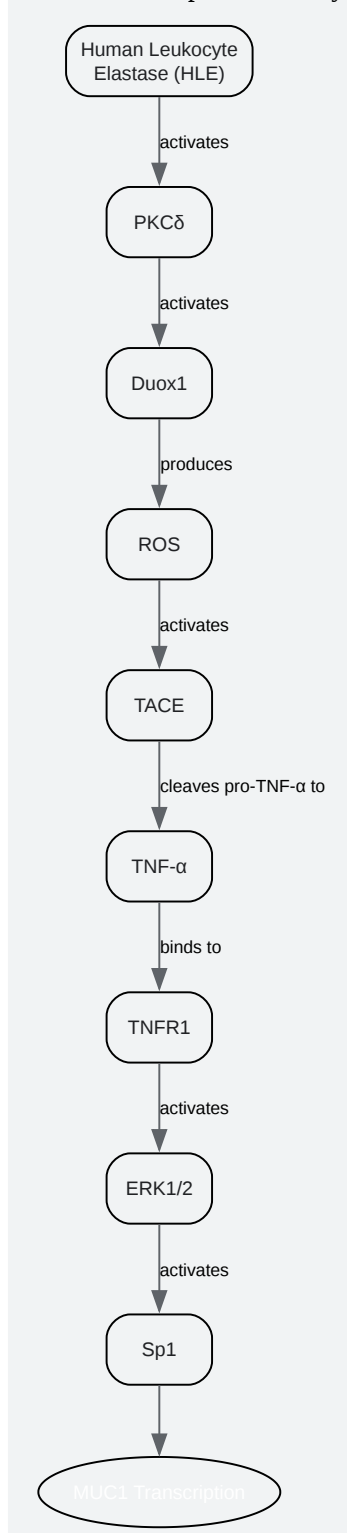 Human Leukocyte
Elastase (HLE)
activates
PKCδ
activates
Duox1
produces
ROS
activates
TACE
cleaves pro-TNF-α to
TNF-α
binds to
TNFR1
activates
ERK1/2
activates
Sp1
MUC1 Transcription